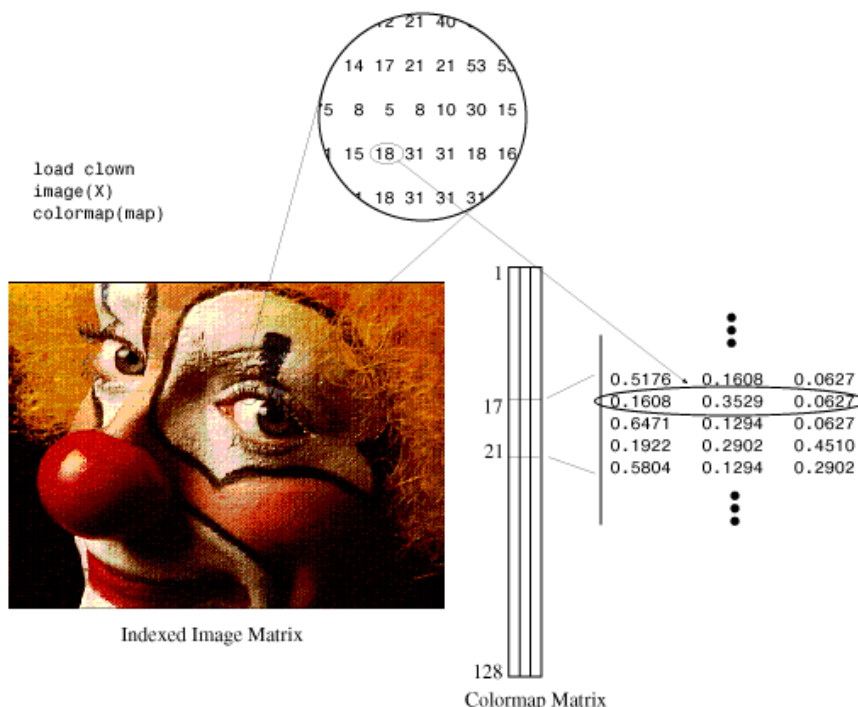 21 40
14 17 21 21 53
8 5 8 10 30 15
15 18 31 31 18 16
18 31 31 31
load clown
image(X)
colormap(map)
1
17
21
128
0.5176 0.1608 0.0627
0.1608 0.3529 0.0627
0.6471 0.1294 0.0627
0.1922 0.2902 0.4510
0.5804 0.1294 0.2902
Indexed Image Matrix
Colormap Matrix